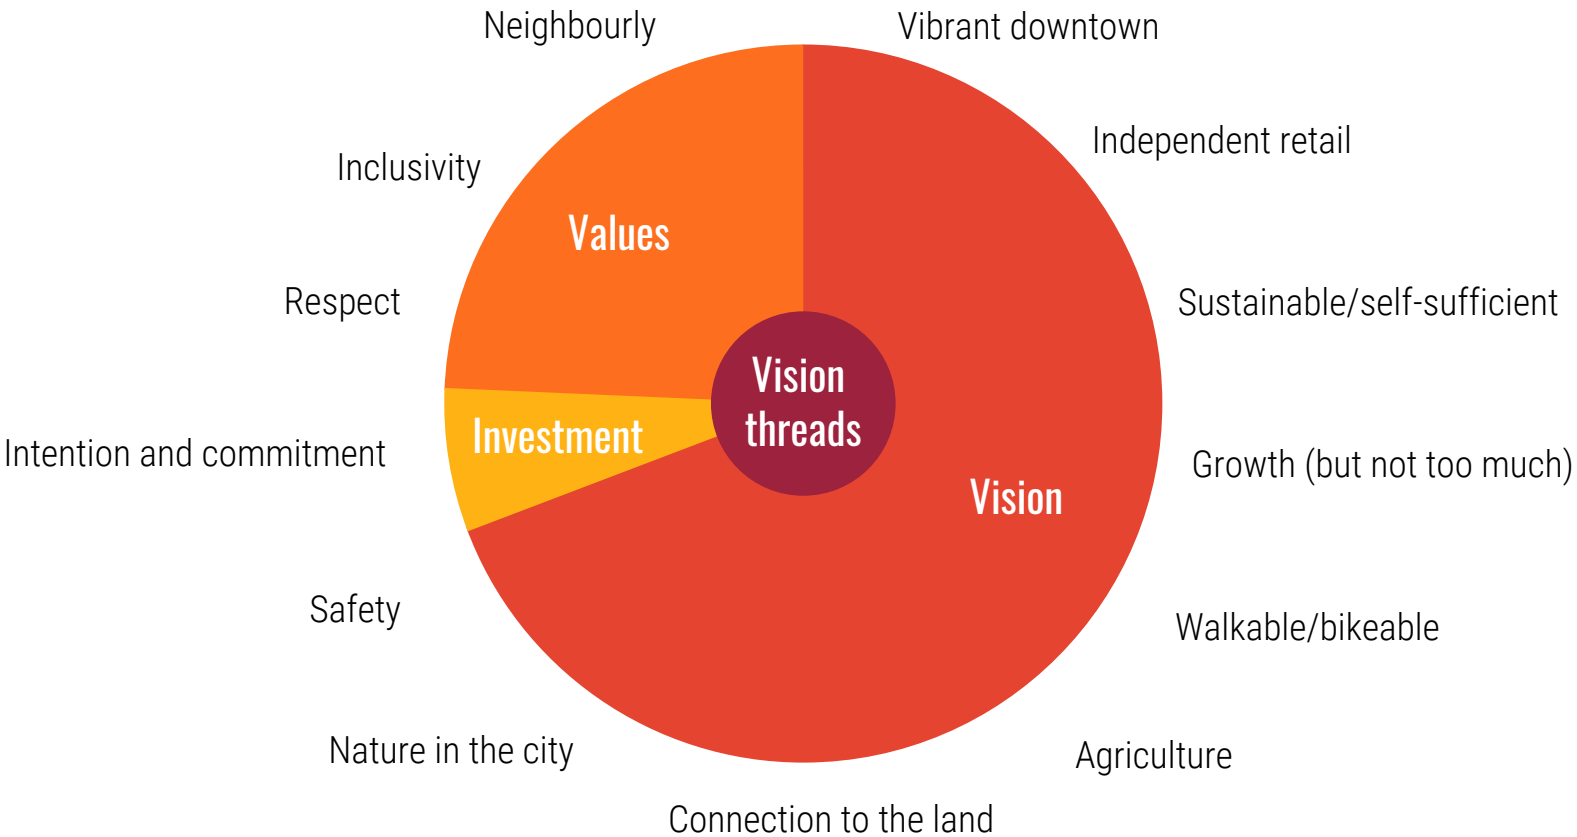 Neighbourly
Vibrant downtown
Independent retail
Inclusivity
Values
Respect
Sustainable/self-sufficient
Vision
threads
Investment
Intention and commitment
Growth (but not too much)
Vision
Safety
Walkable/bikeable
Nature in the city
Agriculture
Connection to the land